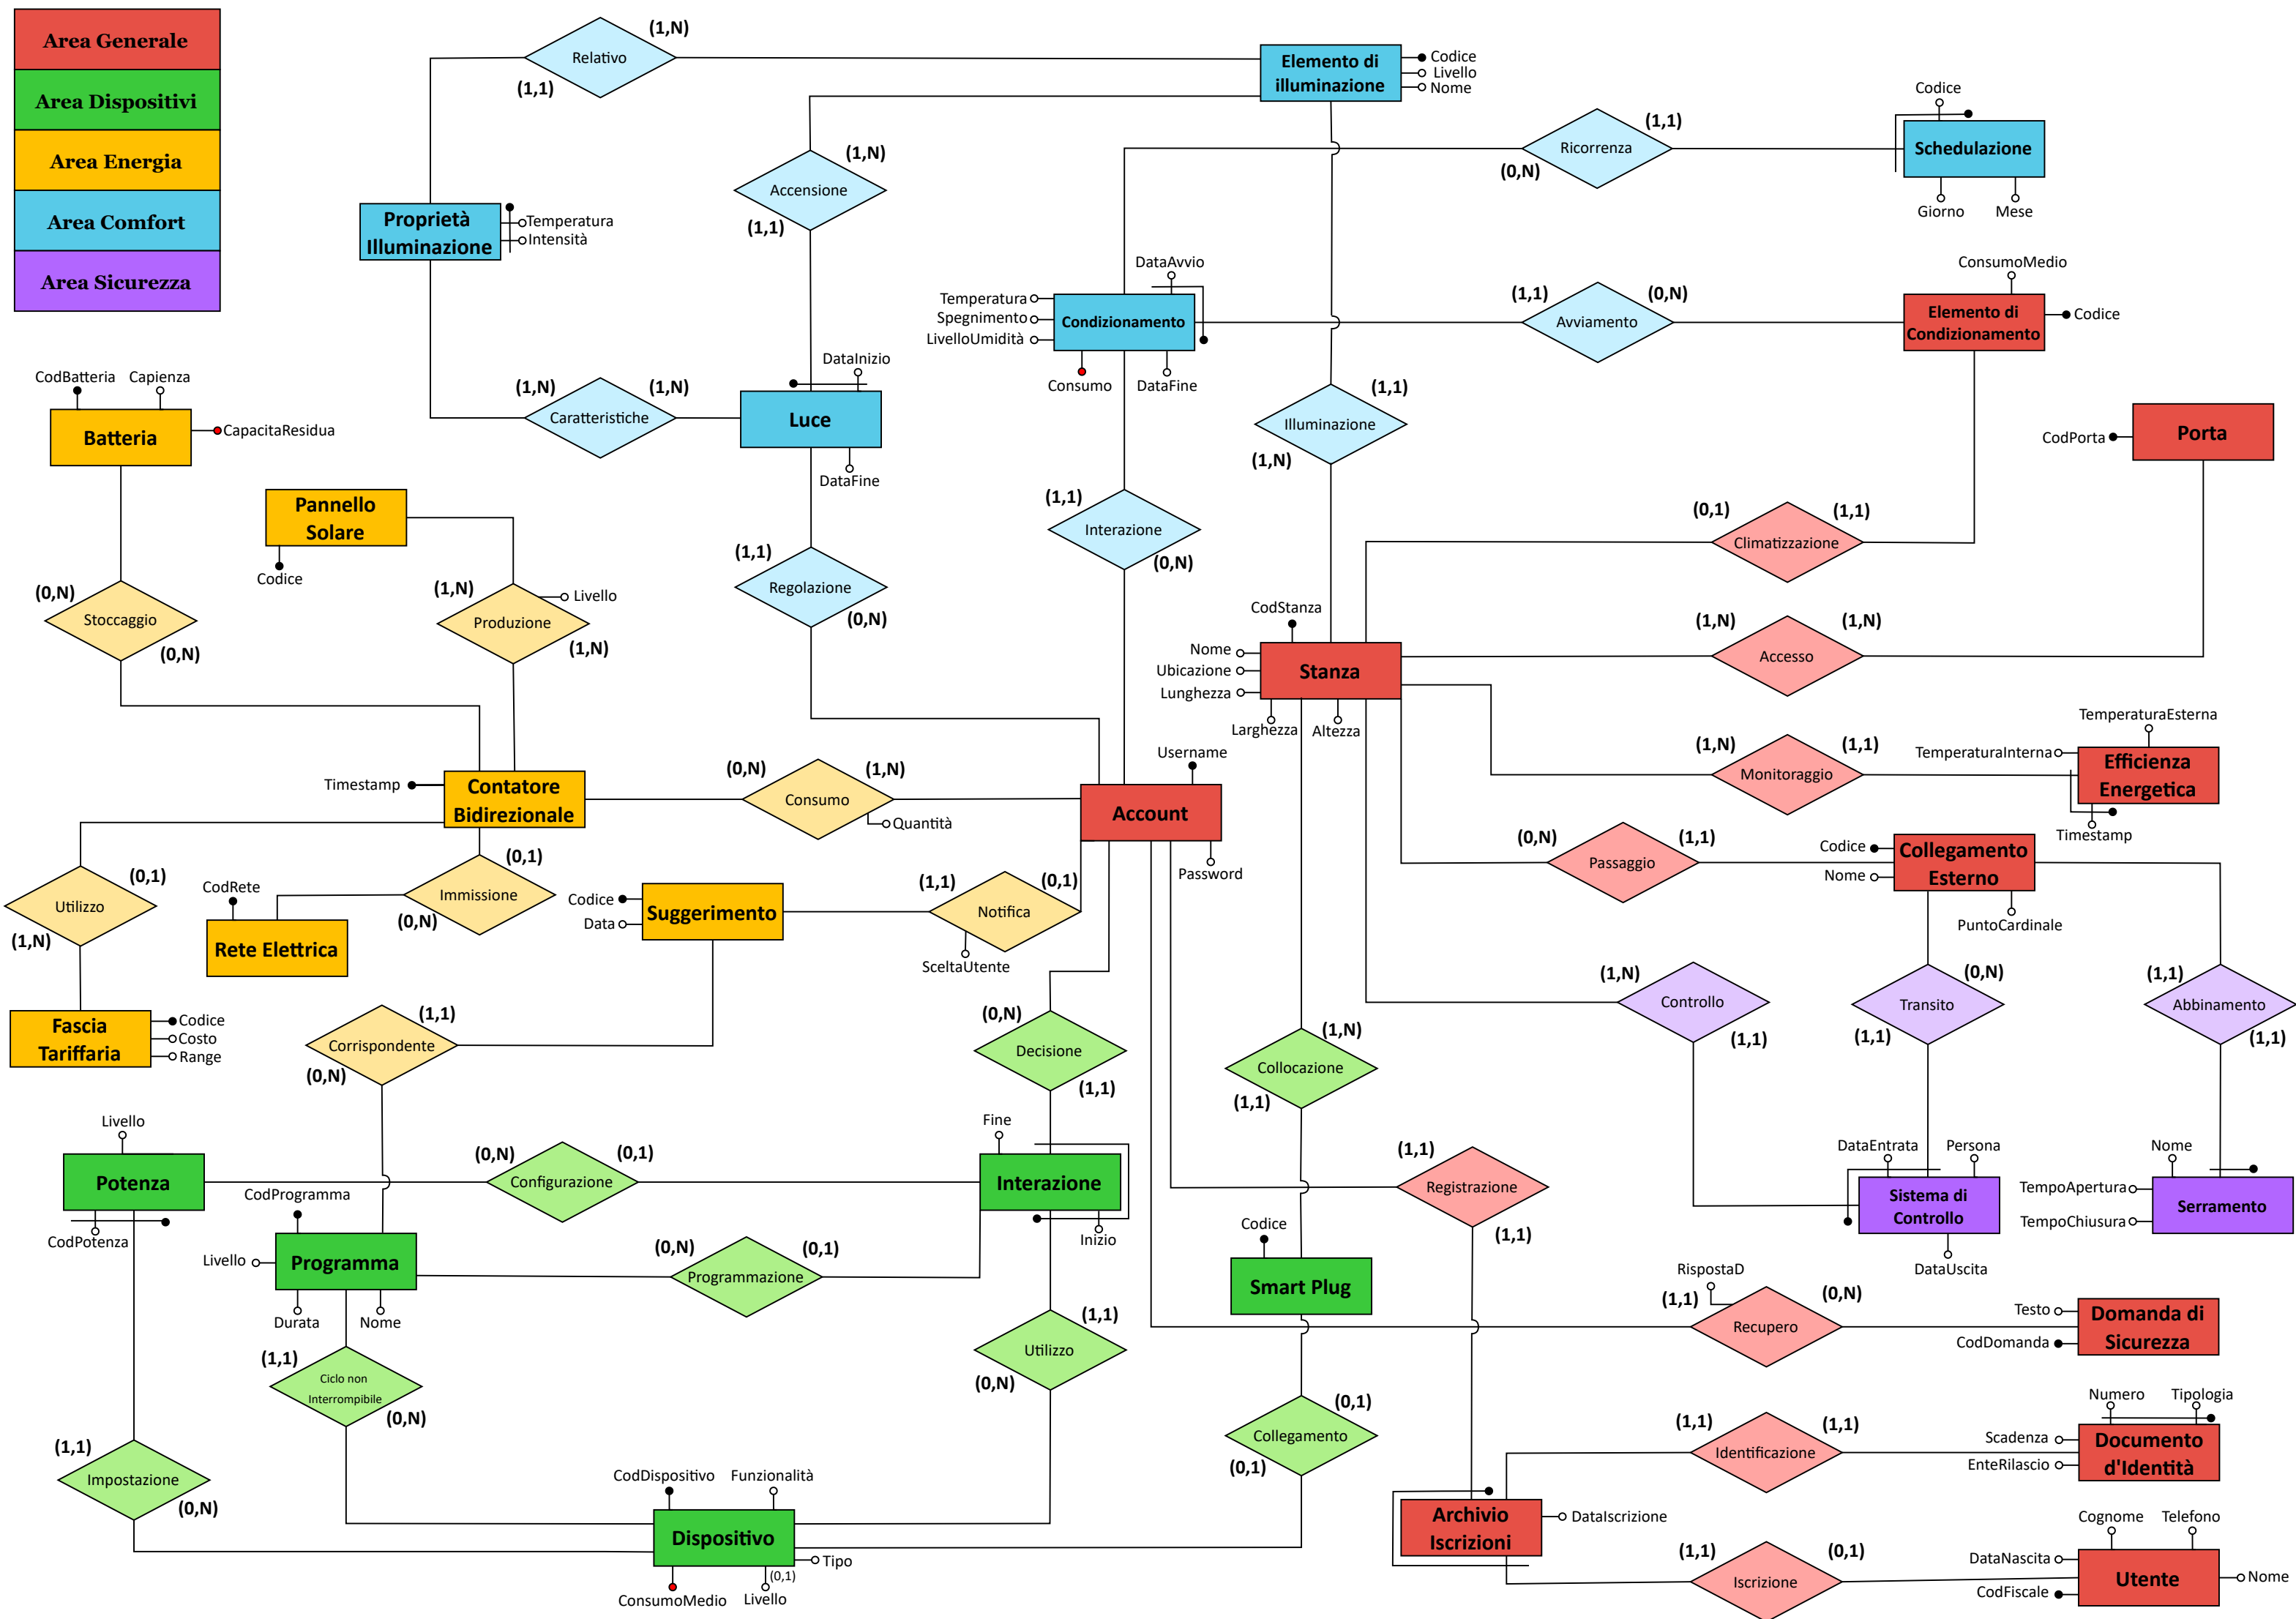 Area Generale
Area Dispositivi
Area Energia
Area Comfort
Area Sicurezza
(1,N)
Relativo
(1,1)
Elemento di
illuminazione
Codice
Livello
Nome
Codice
(1,1)
Ricorrenza
(0,N)
Schedulazione
Giorno
Mese
(1,N)
Accensione
(1,1)
Proprietà
Illuminazione
Temperatura
Intensità
DataAvvio
Temperatura
Spegnimento
LivelloUmidità
Condizionamento
Consumo
DataFine
(1,1)
(0,N)
Avviamento
ConsumoMedio
Elemento di
Condizionamento
Codice
CodBatteria
Capienza
Batteria
CapacitaResidua
(1,N)
(1,N)
Caratteristiche
DataInizio
Luce
DataFine
(1,1)
Illuminazione
(1,N)
CodPorta
Porta
Pannello
Solare
Codice
(1,1)
Interazione
(0,N)
(0,1)
(1,1)
Climatizzazione
(0,N)
Stoccaggio
(0,N)
(1,N)
Livello
Produzione
(1,N)
(1,1)
Regolazione
(0,N)
CodStanza
Nome
Ubicazione
Lunghezza
Stanza
Larghezza
Altezza
(1,N)
(1,N)
Accesso
TemperaturaEsterna
(1,N)
(1,1)
Monitoraggio
TemperaturaInterna
Efficienza
Energetica
Timestamp
Timestamp
Contatore
Bidirezionale
(0,N)
(1,N)
Consumo
Quantità
Username
Account
Password
(0,N)
(1,1)
Passaggio
Codice
Nome
Collegamento
Esterno
PuntoCardinale
(0,1)
Utilizzo
(1,N)
CodRete
Rete Elettrica
(0,1)
Immissione
(0,N)
Codice
Data
Suggerimento
(1,1)
(0,1)
Notifica
SceltaUtente
(1,N)
Controllo
(1,1)
(0,N)
Transito
(1,1)
(1,1)
Abbinamento
(1,1)
Fascia
Tariffaria
Codice
Costo
Range
(1,1)
Corrispondente
(0,N)
(0,N)
Decisione
(1,1)
(1,N)
Collocazione
(1,1)
Livello
Potenza
CodPotenza
(0,N)
(0,1)
Configurazione
Fine
Interazione
Inizio
(1,1)
Registrazione
(1,1)
DataEntrata
Persona
Sistema di
Controllo
DataUscita
Nome
TempoApertura
TempoChiusura
Serramento
CodProgramma
Livello
Programma
Durata
Nome
(0,N)
(0,1)
Programmazione
Codice
Smart Plug
RispostaD
(1,1)
(0,N)
Recupero
Testo
CodDomanda
Domanda di
Sicurezza
(1,1)
Ciclo non
Interrompibile
(0,N)
(1,1)
Utilizzo
(0,N)
(0,1)
Collegamento
(0,1)
(1,1)
(1,1)
Identificazione
Numero
Tipologia
Scadenza
EnteRilascio
Documento
d'Identità
(1,1)
Impostazione
(0,N)
CodDispositivo
Funzionalità
Dispositivo
Tipo
(0,1)
ConsumoMedio
Livello
Archivio
Iscrizioni
DataIscrizione
(1,1)
(0,1)
Iscrizione
Cognome
Telefono
DataNascita
CodFiscale
Utente
Nome